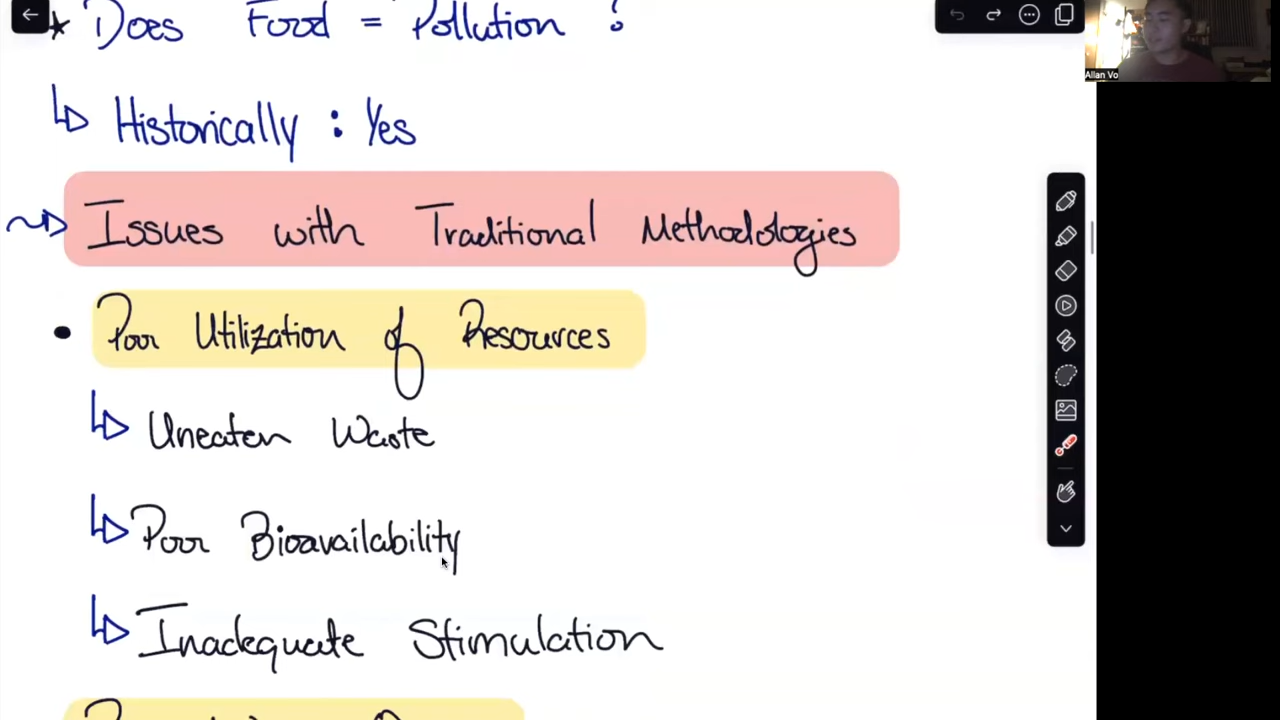 Does Food = Pollution ?
Historically : Yes
Issues with Traditional Methodologies
Poor Utilization of Resources
Uneaten Waste
Poor Bioavailability
Inadequate Stimulation
Allan Vo